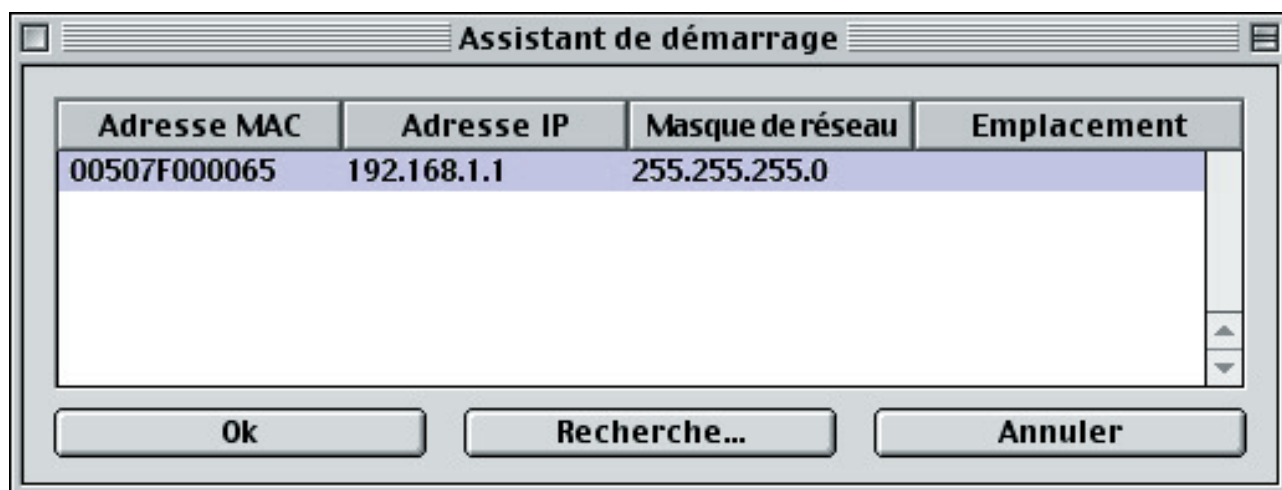 Assistant de démarrage
Adresse MAC Adresse IP Masque de réseau Emplacement
00507F000065 192.168.1.1 255.255.255.0
Ok Recherche... Annuler